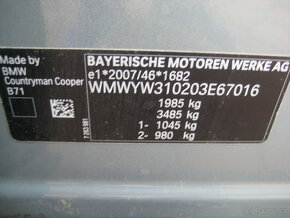 Made by
BMW
Countryman Cooper
B71
BAYERISCHE MOTOREN WERKE AG
e1*2007/46*1682
WMWYW310203E67016
1985 kg
3485 kg
1- 1045 kg
2- 980 kg